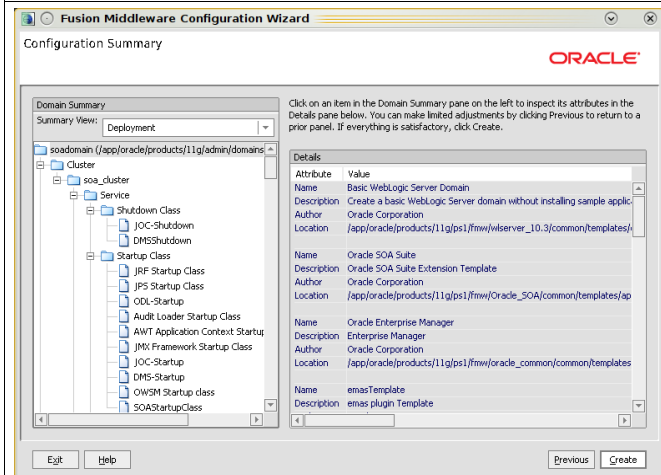 Fusion Middleware Configuration Wizard
Configuration Summary
ORACLE
Domain Summary
Summary View: Deployment
soadomain (/app/oracle/products/11g/admin/domains
Cluster
soa_cluster
Service
Shutdown Class
JOC-Shutdown
DMSShutdown
Startup Class
JRF Startup Class
JPS Startup Class
ODL-Startup
Audit Loader Startup Class
AWT Application Context Startup
JMX Framework Startup Class
JOC-Startup
DMS-Startup
OWSM Startup class
SOAStartupClass
Click on an item in the Domain Summary pane on the left to inspect its attributes in the
Details pane below. You can make limited adjustments by clicking Previous to return to a
prior panel. If everything is satisfactory, click Create.
Details
Attribute Value
Name Basic WebLogic Server Domain
Description Create a basic WebLogic Server domain without installing sample applic
Author Oracle Corporation
Location /app/oracle/products/11g/ps1/fmw/wlserver_10.3/common/templates/
Name Oracle SOA Suite
Description Oracle SOA Suite Extension Template
Author Oracle Corporation
Location /app/oracle/products/11g/ps1/fmw/Oracle_SOA/common/templates/ap
Name Oracle Enterprise Manager
Description Enterprise Manager
Author Oracle Corporation
Location /app/oracle/products/11g/ps1/fmw/oracle_common/common/templates
Name emasTemplate
Description emas plugin Template
Exit Help Previous Create